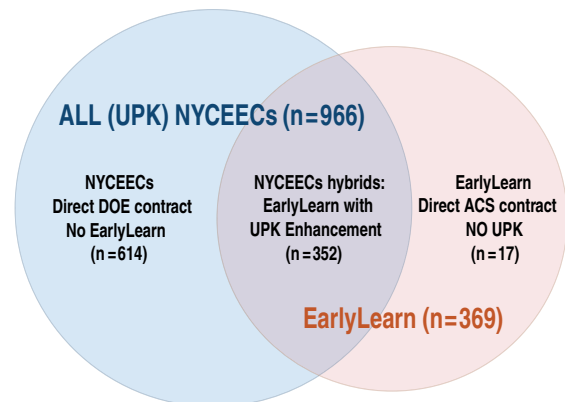 ALL (UPK) NYCEECs (n=966)
NYCEECs
Direct DOE contract
No EarlyLearn
(n=614)
NYCEECs hybrids:
EarlyLearn with
UPK Enhancement
(n=352)
EarlyLearn
Direct ACS contract
NO UPK
(n=17)
EarlyLearn (n=369)